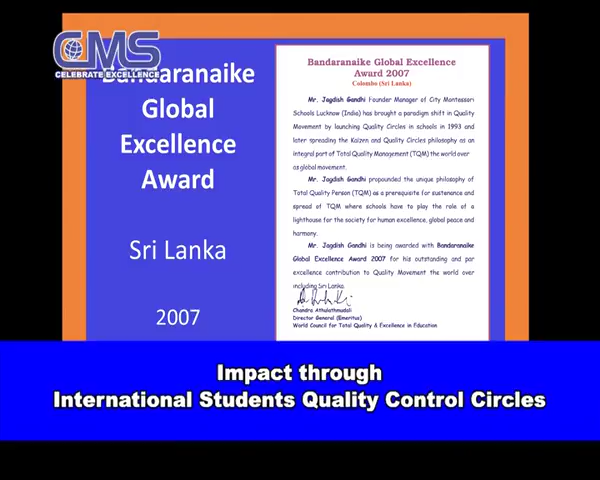 CMS
CELEBRATE EXCELLENCE
Bandaranaike
Global
Excellence
Award
Sri Lanka
2007
Bandaranaike Global Excellence
Award 2007
Colombo (Sri Lanka)
Mr. Jagdish Gandhi Founder Manager of City Montessori
Schools Lucknow (India) has brought a paradigm shift in Quality
Movement by launching Quality Circles in schools in 1993 and
later spreading the Kaizen and Quality Circles philosophy as an
integral part of Total Quality Management (TQM) the world over
as global movement.
Mr. Jagdish Gandhi propounded the unique philosophy of
Total Quality Person (TQM) as a prerequisite for sustenance and
spread of TQM where schools have to play the role of a
lighthouse for the society for human excellence, global peace and
harmony.
Mr. Jagdish Gandhi is being awarded with Bandaranaike
Global Excellence Award 2007 for his outstanding and par
excellence contribution to Quality Movement the world over
including Sri Lanka.
Chandra Athulathmudali
Director General (Emeritus)
World Council for Total Quality & Excellence in Education
Impact through
International Students Quality Control Circles